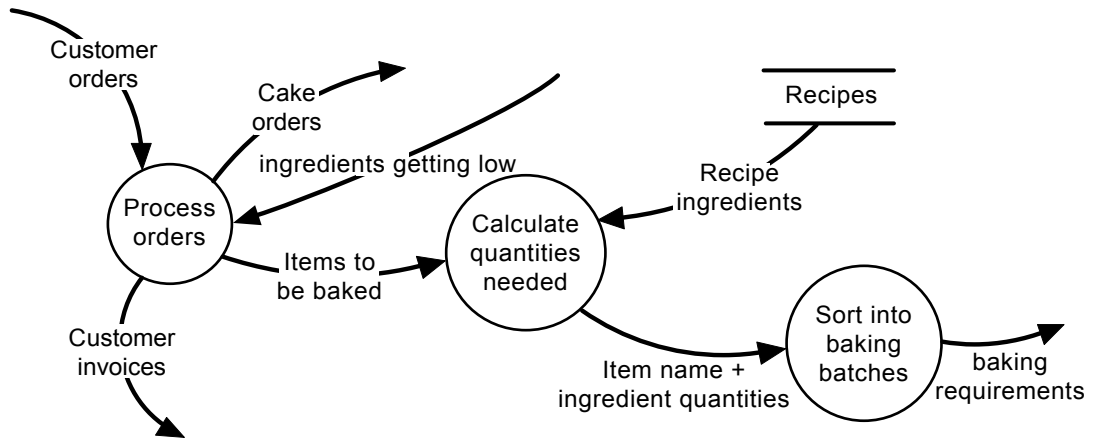 Customer
orders
Cake
orders
ingredients getting low
Recipes
Recipe
ingredients
Process
orders
Calculate
quantities
needed
Items to
be baked
Customer
invoices
Sort into
baking
batches
Item name +
ingredient quantities
baking
requirements